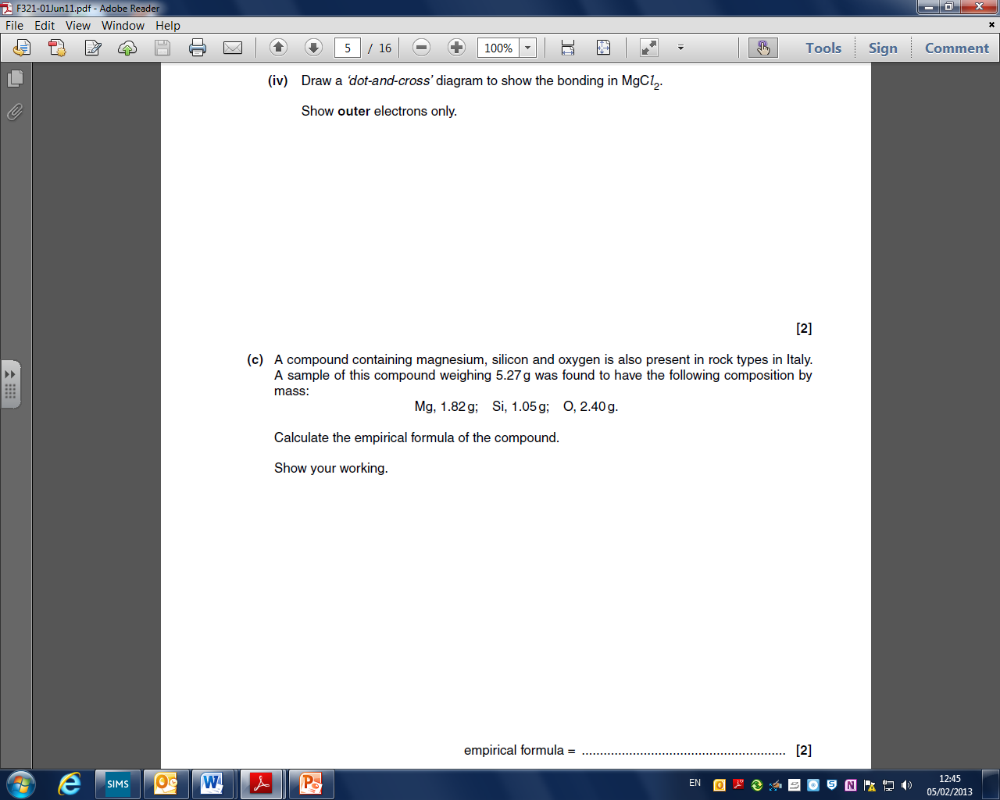 F321-01Jun11.pdf - Adobe Reader
File Edit View Window Help
5 / 16 100% Tools Sign Comment
(iv) Draw a ‘dot-and-cross’ diagram to show the bonding in MgCl₂.
Show outer electrons only.
[2]
(c) A compound containing magnesium, silicon and oxygen is also present in rock types in Italy.
A sample of this compound weighing 5.27 g was found to have the following composition by
mass:
Mg, 1.82 g; Si, 1.05 g; O, 2.40 g.
Calculate the empirical formula of the compound.
Show your working.
empirical formula = ........................................................ [2]
SIMS EN 12:45
05/02/2013